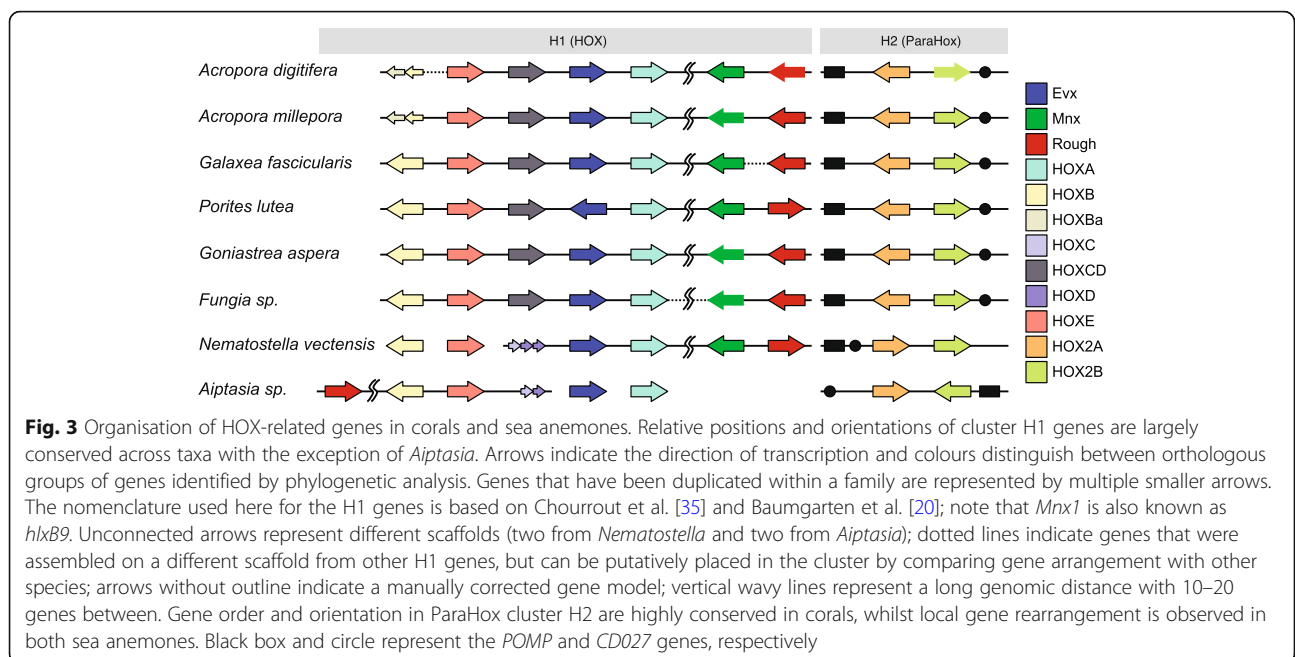 H1 (HOX)
H2 (ParaHox)
Acropora digitifera
Acropora millepora
Galaxea fascicularis
Porites lutea
Goniastrea aspera
Fungia sp.
Nematostella vectensis
Aiptasia sp.
Evx
Mnx
Rough
HOXA
HOXB
HOXBa
HOXC
HOXCD
HOXD
HOXE
HOX2A
HOX2B
Fig. 3 Organisation of HOX-related genes in corals and sea anemones. Relative positions and orientations of cluster H1 genes are largely
conserved across taxa with the exception of Aiptasia. Arrows indicate the direction of transcription and colours distinguish between orthologous
groups of genes identified by phylogenetic analysis. Genes that have been duplicated within a family are represented by multiple smaller arrows.
The nomenclature used here for the H1 genes is based on Chourrout et al. [35] and Baumgarten et al. [20]; note that Mnx1 is also known as
hlxB9. Unconnected arrows represent different scaffolds (two from Nematostella and two from Aiptasia); dotted lines indicate genes that were
assembled on a different scaffold from other H1 genes, but can be putatively placed in the cluster by comparing gene arrangement with other
species; arrows without outline indicate a manually corrected gene model; vertical wavy lines represent a long genomic distance with 10–20
genes between. Gene order and orientation in ParaHox cluster H2 are highly conserved in corals, whilst local gene rearrangement is observed in
both sea anemones. Black box and circle represent the POMP and CD027 genes, respectively